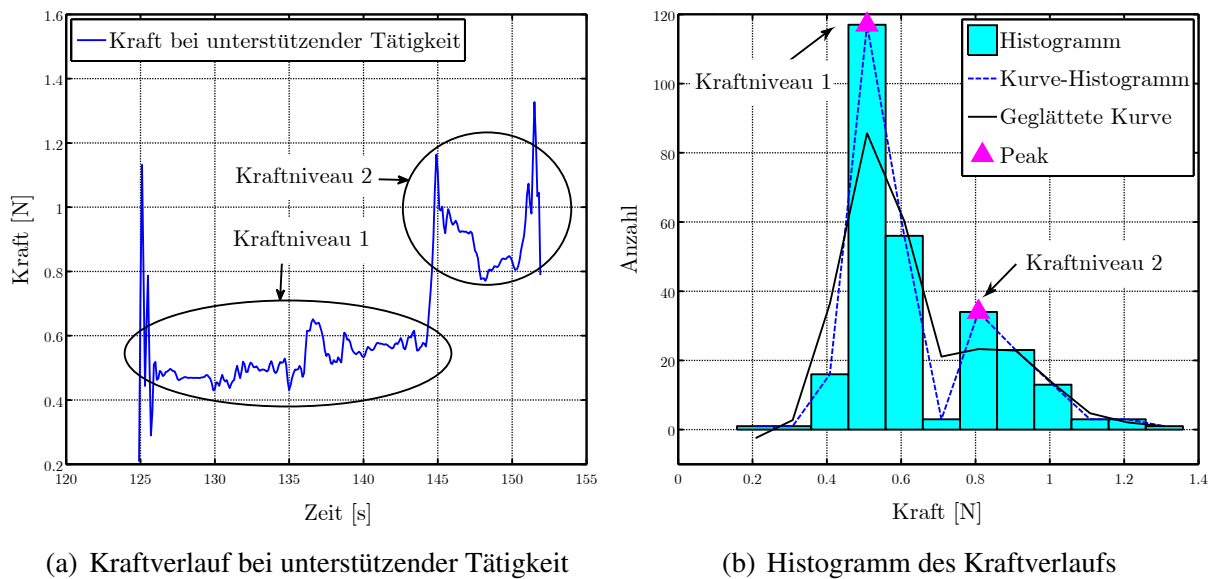 Kraft bei unterstützender Tätigkeit
1.6
1.4
1.2
1
0.8
0.6
0.4
0.2
Kraft [N]
Kraftniveau 2
Kraftniveau 1
120
125
130
135
140
145
150
155
Zeit [s]
(a) Kraftverlauf bei unterstützender Tätigkeit
120
100
80
60
40
20
0
Anzahl
Kraftniveau 1
Histogramm
Kurve-Histogramm
Geglättete Kurve
Peak
Kraftniveau 2
0
0.2
0.4
0.6
0.8
1
1.2
1.4
Kraft [N]
(b) Histogramm des Kraftverlaufs